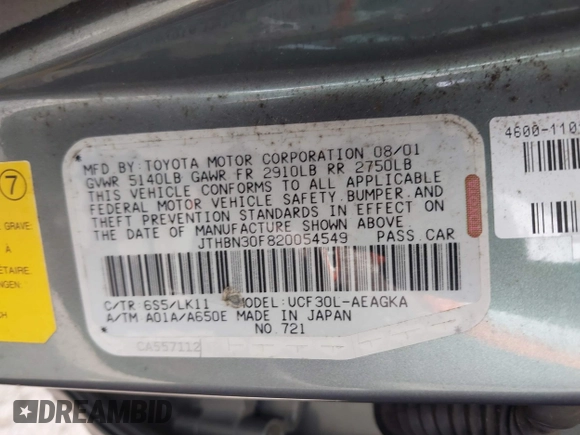 MFD BY: TOYOTA MOTOR CORPORATION 08/01
GVWR 5140LB GAWR FR 2910LB RR 2750LB
THIS VEHICLE CONFORMS TO ALL APPLICABLE
FEDERAL MOTOR VEHICLE SAFETY, BUMPER, AND
THEFT PREVENTION STANDARDS IN EFFECT ON
THE DATE OF MANUFACTURE SHOWN ABOVE.
JTHBN30F820054549 PASS. CAR
C/TR 6S5/LK11 MODEL: UCF30L-AEAGKA
A/TM A01A/A650E MADE IN JAPAN
NO. 721
CA557112
TOYOTA
7
GRAVE
À
4600-110
DREAMBID